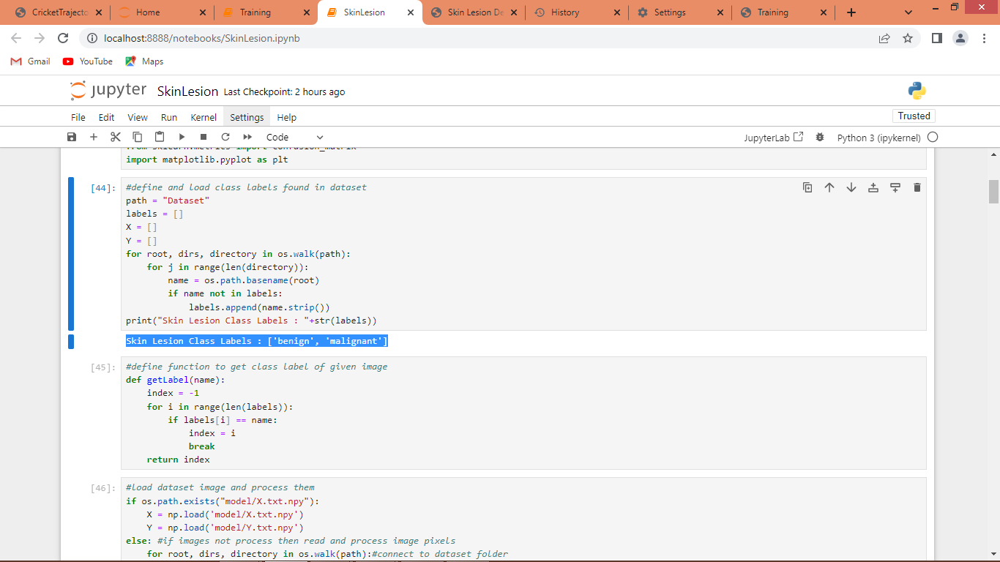 CricketTrajecto
Home
Training
SkinLesion
Skin Lesion De
History
Settings
Training
localhost:8888/notebooks/SkinLesion.ipynb
Gmail
YouTube
Maps
jupyter
SkinLesion Last Checkpoint: 2 hours ago
File Edit View Run Kernel Settings Help
Trusted
Code
JupyterLab
Python 3 (ipykernel)
from sklearn.metrics import confusion_matrix
import matplotlib.pyplot as plt
[44]:
#define and load class labels found in dataset
path = "Dataset"
labels = []
X = []
Y = []
for root, dirs, directory in os.walk(path):
    for j in range(len(directory)):
        name = os.path.basename(root)
        if name not in labels:
            labels.append(name.strip())
print("Skin Lesion Class Labels : "+str(labels))
Skin Lesion Class Labels : ['benign', 'malignant']
[45]:
#define function to get class label of given image
def getLabel(name):
    index = -1
    for i in range(len(labels)):
        if labels[i] == name:
            index = i
            break
    return index
[46]:
#load dataset image and process them
if os.path.exists("model/X.txt.npy"):
    X = np.load('model/X.txt.npy')
    Y = np.load('model/Y.txt.npy')
else: #if images not process then read and process image pixels
    for root, dirs, directory in os.walk(path):#connect to dataset folder